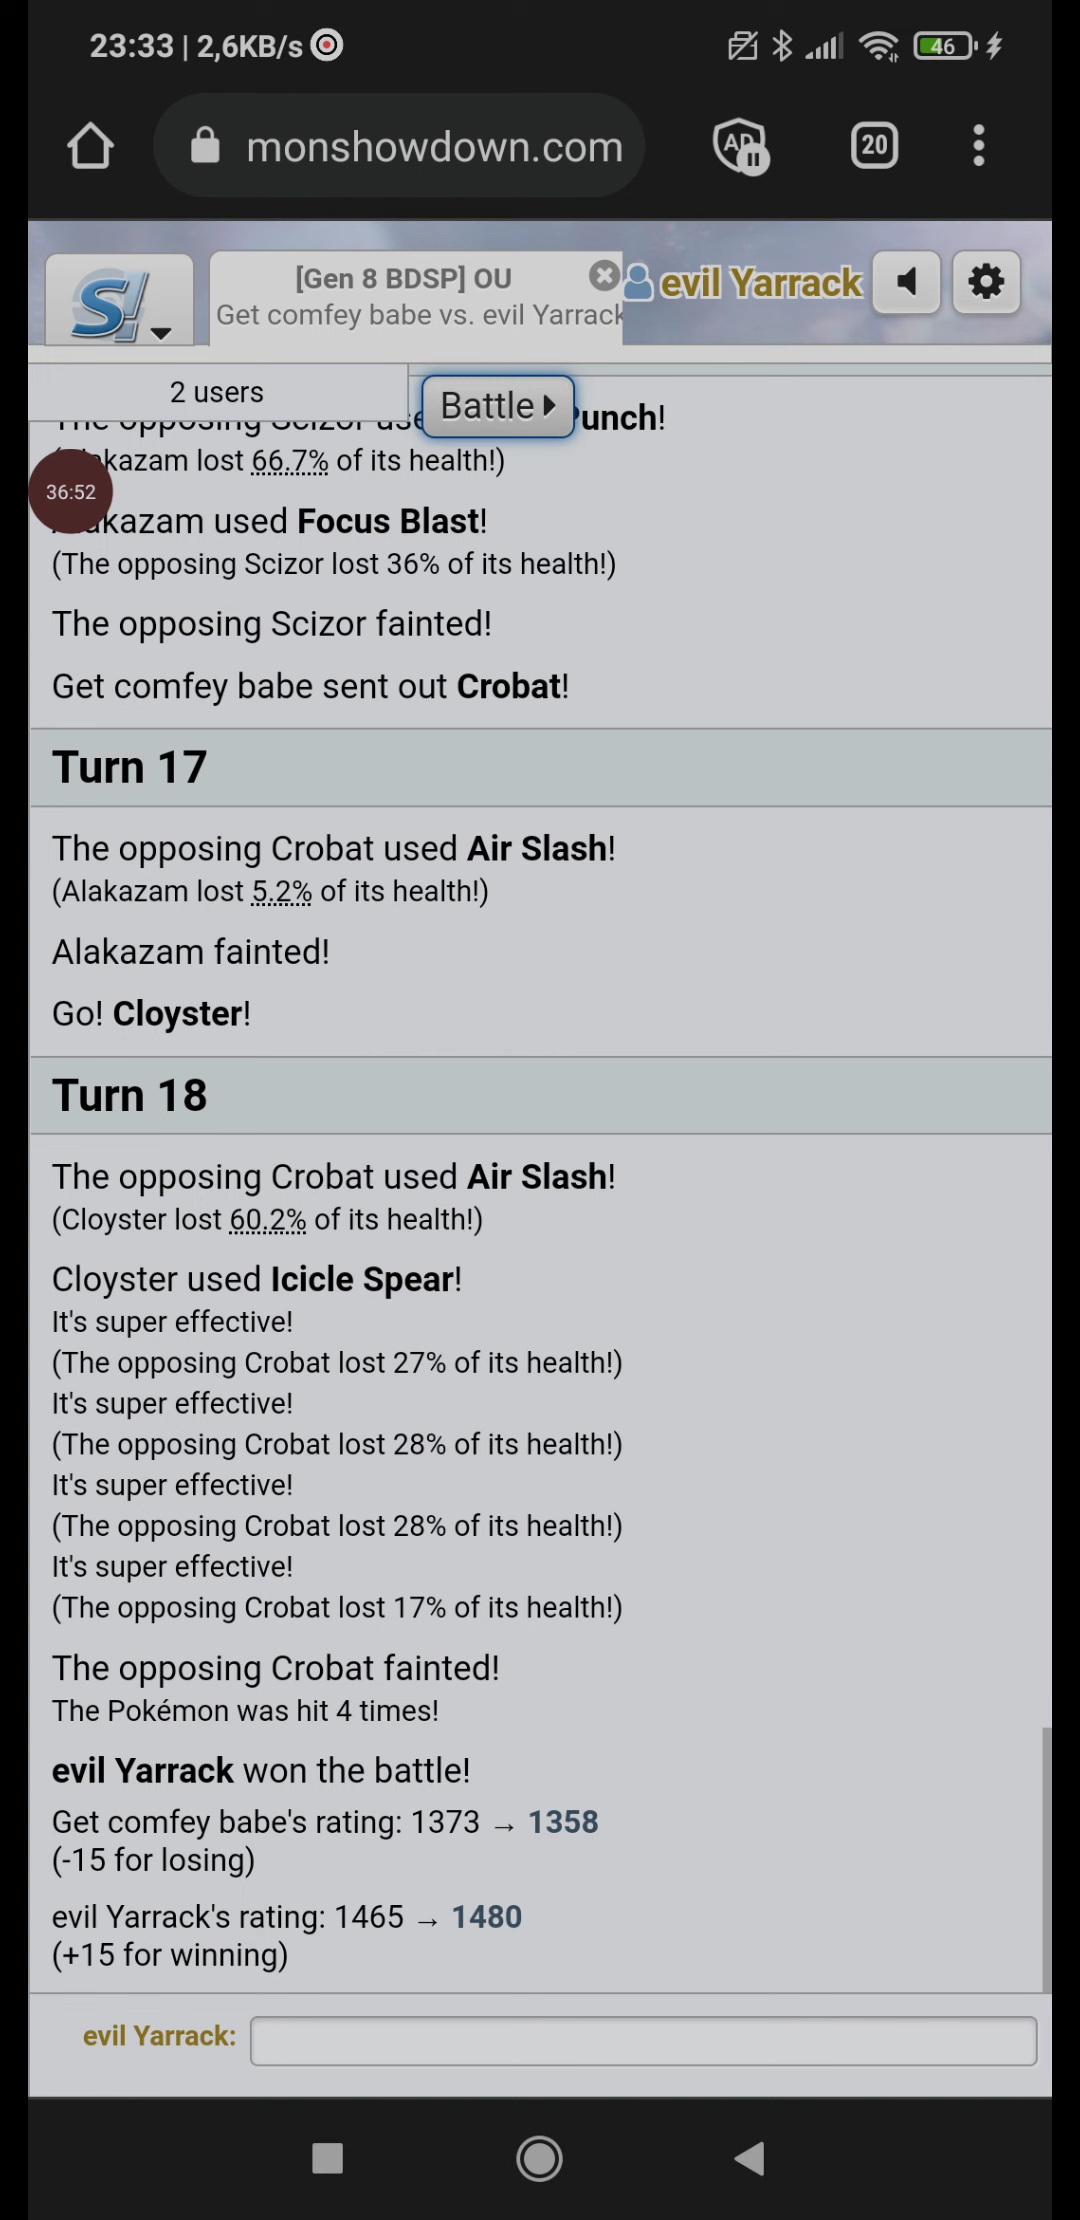 23:33 | 2,6KB/s
46
monshowdown.com
AD
20
S!
[Gen 8 BDSP] OU
Get comfey babe vs. evil Yarrack
evil Yarrack
2 users
Battle
The opposing Scizor use unch!
kazam lost 66.7% of its health!)
36:52
akazam used Focus Blast!
(The opposing Scizor lost 36% of its health!)
The opposing Scizor fainted!
Get comfey babe sent out Crobat!
Turn 17
The opposing Crobat used Air Slash!
(Alakazam lost 5.2% of its health!)
Alakazam fainted!
Go! Cloyster!
Turn 18
The opposing Crobat used Air Slash!
(Cloyster lost 60.2% of its health!)
Cloyster used Icicle Spear!
It's super effective!
(The opposing Crobat lost 27% of its health!)
It's super effective!
(The opposing Crobat lost 28% of its health!)
It's super effective!
(The opposing Crobat lost 28% of its health!)
It's super effective!
(The opposing Crobat lost 17% of its health!)
The opposing Crobat fainted!
The Pokémon was hit 4 times!
evil Yarrack won the battle!
Get comfey babe's rating: 1373 → 1358
(-15 for losing)
evil Yarrack's rating: 1465 → 1480
(+15 for winning)
evil Yarrack: